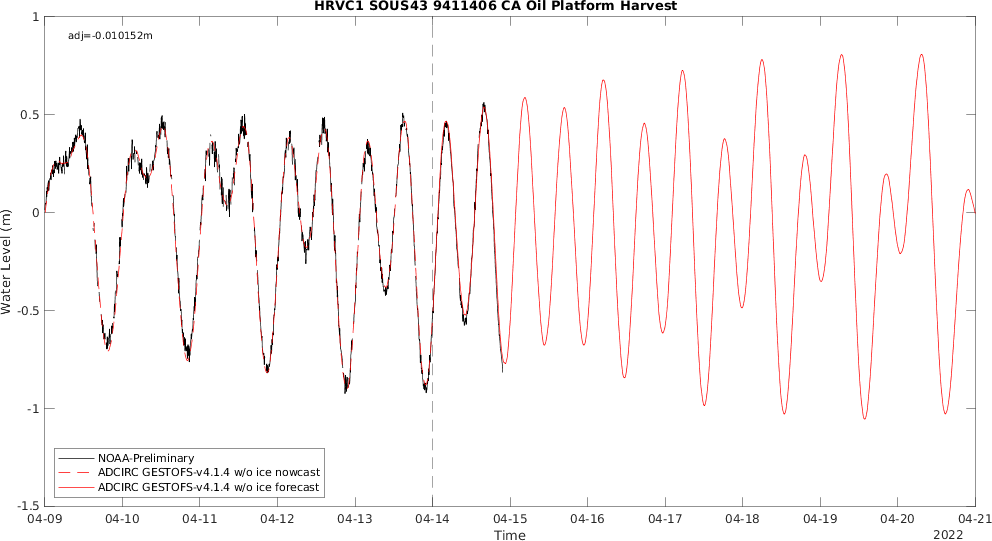 HRVC1 SOUS43 9411406 CA Oil Platform Harvest
adj=-0.010152m
1
0.5
0
-0.5
-1
-1.5
Water Level (m)
NOAA-Preliminary
ADCIRC GESTOFS-v4.1.4 w/o ice nowcast
ADCIRC GESTOFS-v4.1.4 w/o ice forecast
04-09 04-10 04-11 04-12 04-13 04-14 04-15 04-16 04-17 04-18 04-19 04-20 04-21
Time
2022